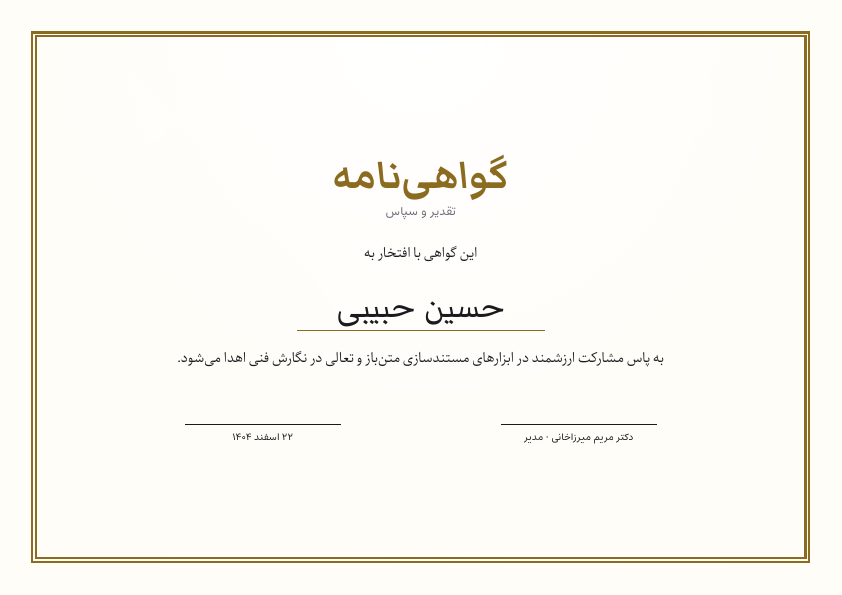 گواهی‌نامه
تقدیر و سپاس
این گواهی با افتخار به
حسین حبیبی
به پاس مشارکت ارزشمند در ابزارهای مستندسازی متن‌باز و تعالی در نگارش فنی اهدا می‌شود.
دکتر مریم میرزاخانی · مدیر
۲۲ اسفند ۱۴۰۴